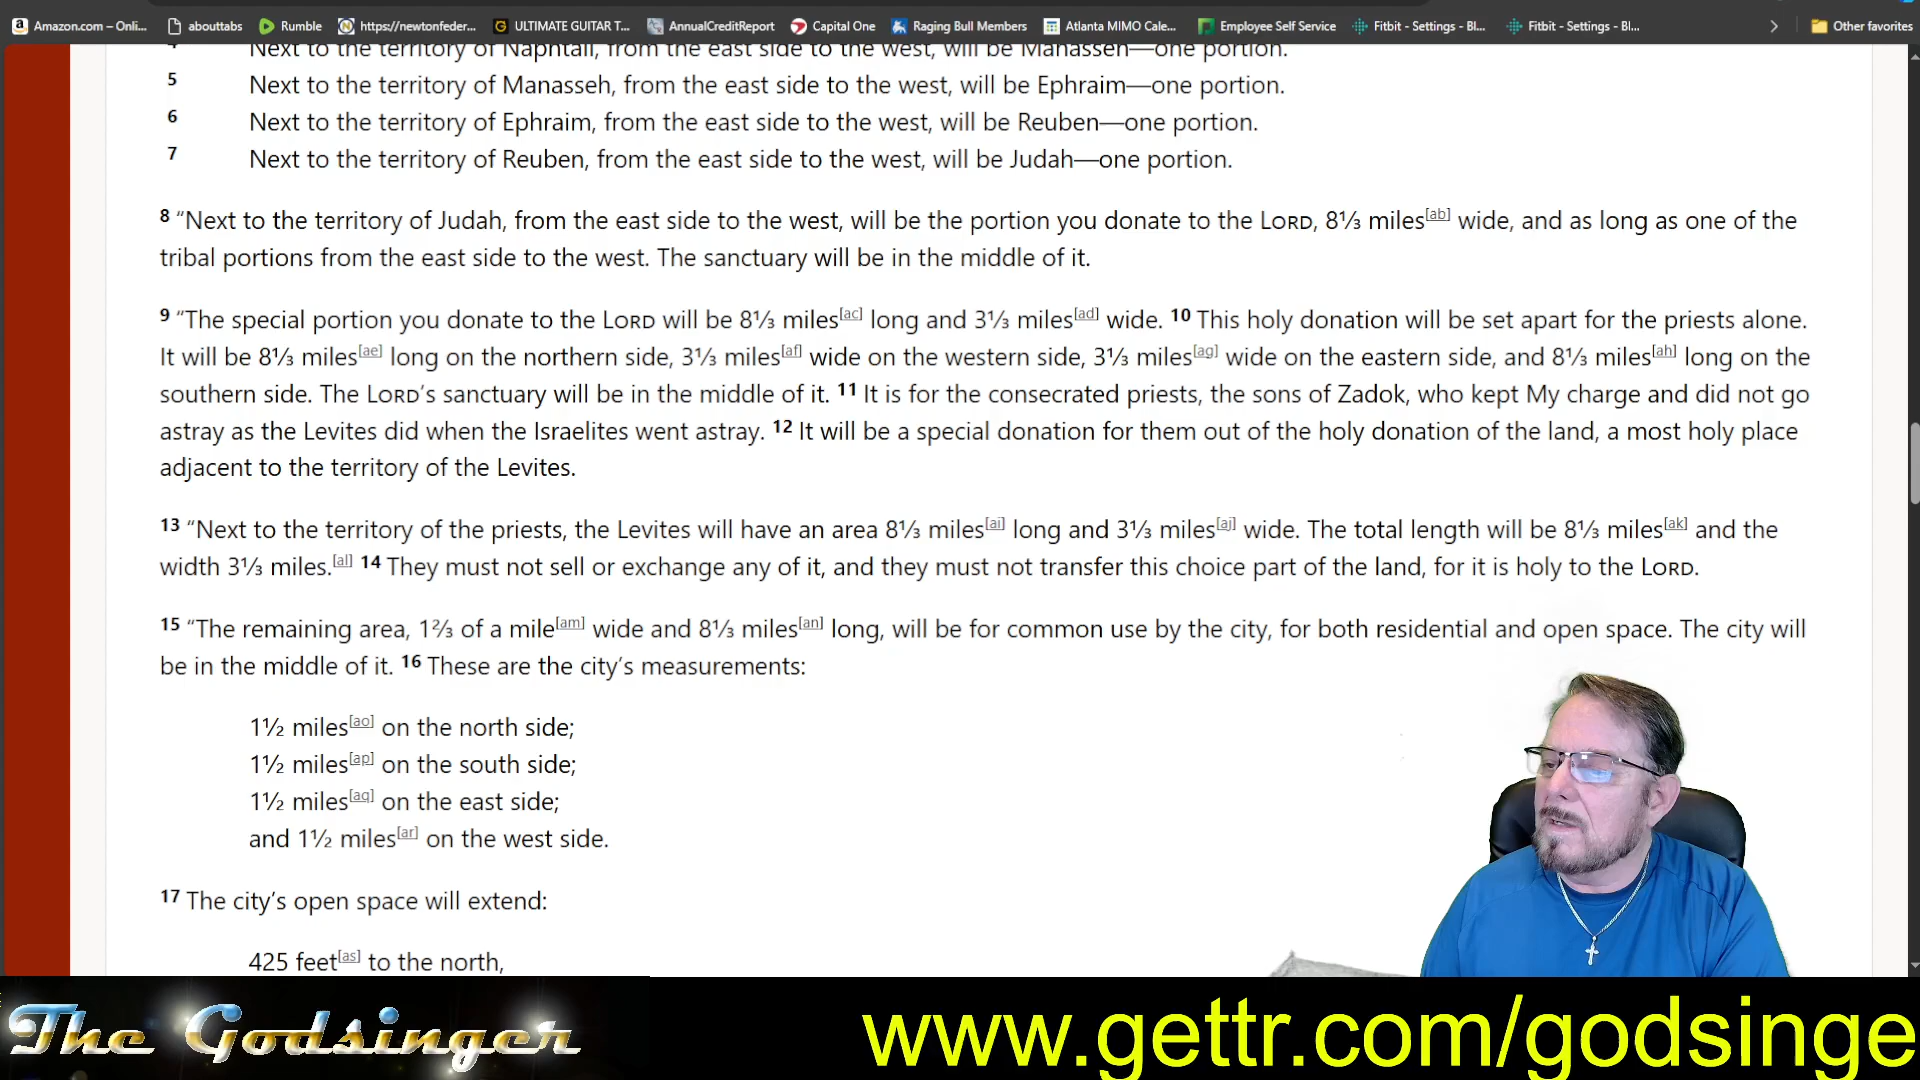 Amazon.com – Onli...
abouttabs
Rumble
https://newtonfeder...
ULTIMATE GUITAR T...
AnnualCreditReport
Capital One
Raging Bull Members
Atlanta MIMO Cale...
Employee Self Service
Fitbit - Settings - Bl...
Fitbit - Settings - Bl...
Other favorites
4 Next to the territory of Naphtali, from the east side to the west, will be Manasseh—one portion.
5 Next to the territory of Manasseh, from the east side to the west, will be Ephraim—one portion.
6 Next to the territory of Ephraim, from the east side to the west, will be Reuben—one portion.
7 Next to the territory of Reuben, from the east side to the west, will be Judah—one portion.
8 “Next to the territory of Judah, from the east side to the west, will be the portion you donate to the LORD, 8⅓ miles[ab] wide, and as long as one of the
tribal portions from the east side to the west. The sanctuary will be in the middle of it.
9 “The special portion you donate to the LORD will be 8⅓ miles[ac] long and 3⅓ miles[ad] wide. 10 This holy donation will be set apart for the priests alone.
It will be 8⅓ miles[ae] long on the northern side, 3⅓ miles[af] wide on the western side, 3⅓ miles[ag] wide on the eastern side, and 8⅓ miles[ah] long on the
southern side. The LORD’s sanctuary will be in the middle of it. 11 It is for the consecrated priests, the sons of Zadok, who kept My charge and did not go
astray as the Levites did when the Israelites went astray. 12 It will be a special donation for them out of the holy donation of the land, a most holy place
adjacent to the territory of the Levites.
13 “Next to the territory of the priests, the Levites will have an area 8⅓ miles[ai] long and 3⅓ miles[aj] wide. The total length will be 8⅓ miles[ak] and the
width 3⅓ miles.[al] 14 They must not sell or exchange any of it, and they must not transfer this choice part of the land, for it is holy to the LORD.
15 “The remaining area, 1⅔ of a mile[am] wide and 8⅓ miles[an] long, will be for common use by the city, for both residential and open space. The city will
be in the middle of it. 16 These are the city’s measurements:
1½ miles[ao] on the north side;
1½ miles[ap] on the south side;
1½ miles[aq] on the east side;
and 1½ miles[ar] on the west side.
17 The city’s open space will extend:
425 feet[as] to the north,
The Godsinger
www.gettr.com/godsinge